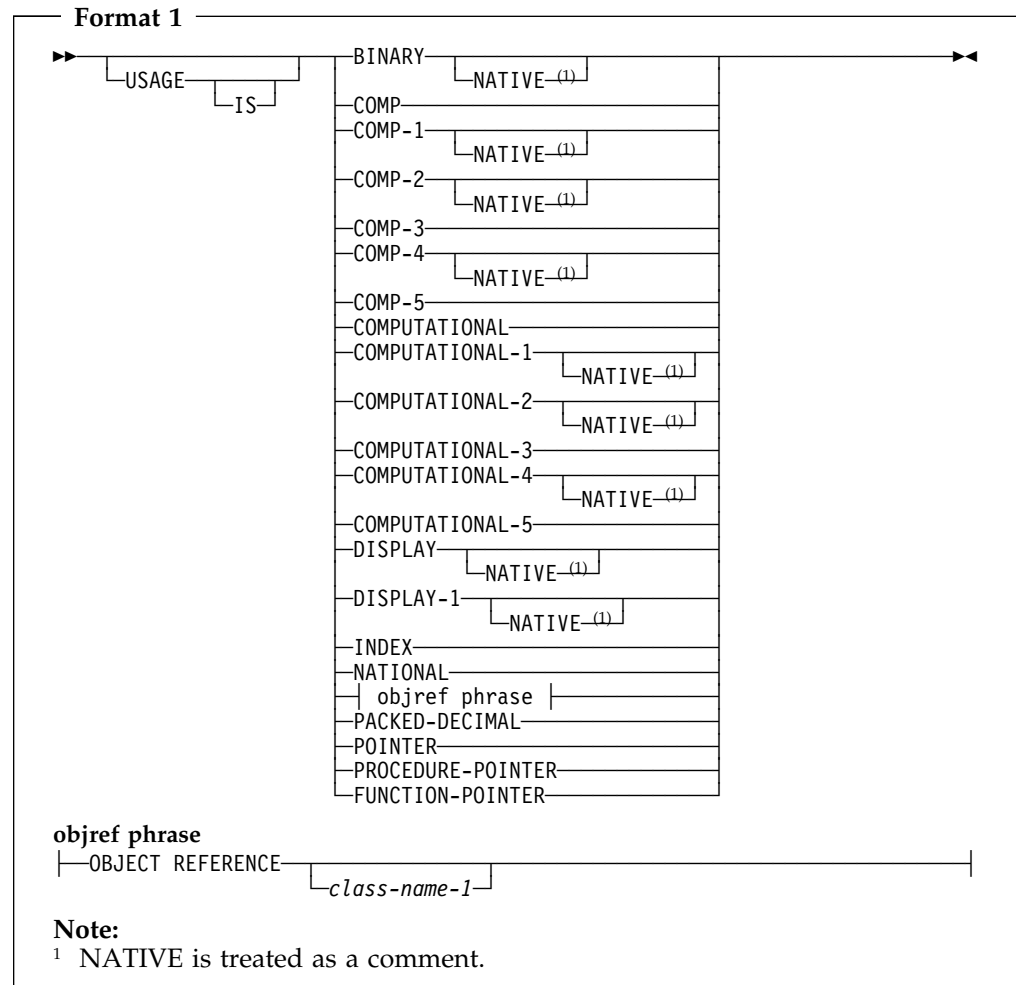 Format 1
BINARY
USAGE NATIVE (1)
IS COMP
COMP-1
NATIVE (1)
COMP-2
NATIVE (1)
COMP-3
COMP-4
NATIVE (1)
COMP-5
COMPUTATIONAL
COMPUTATIONAL-1
NATIVE (1)
COMPUTATIONAL-2
NATIVE (1)
COMPUTATIONAL-3
COMPUTATIONAL-4
NATIVE (1)
COMPUTATIONAL-5
DISPLAY
NATIVE (1)
DISPLAY-1
NATIVE (1)
INDEX
NATIONAL
objref phrase
PACKED-DECIMAL
POINTER
PROCEDURE-POINTER
FUNCTION-POINTER
objref phrase
OBJECT REFERENCE
class-name-1
Note:
1 NATIVE is treated as a comment.